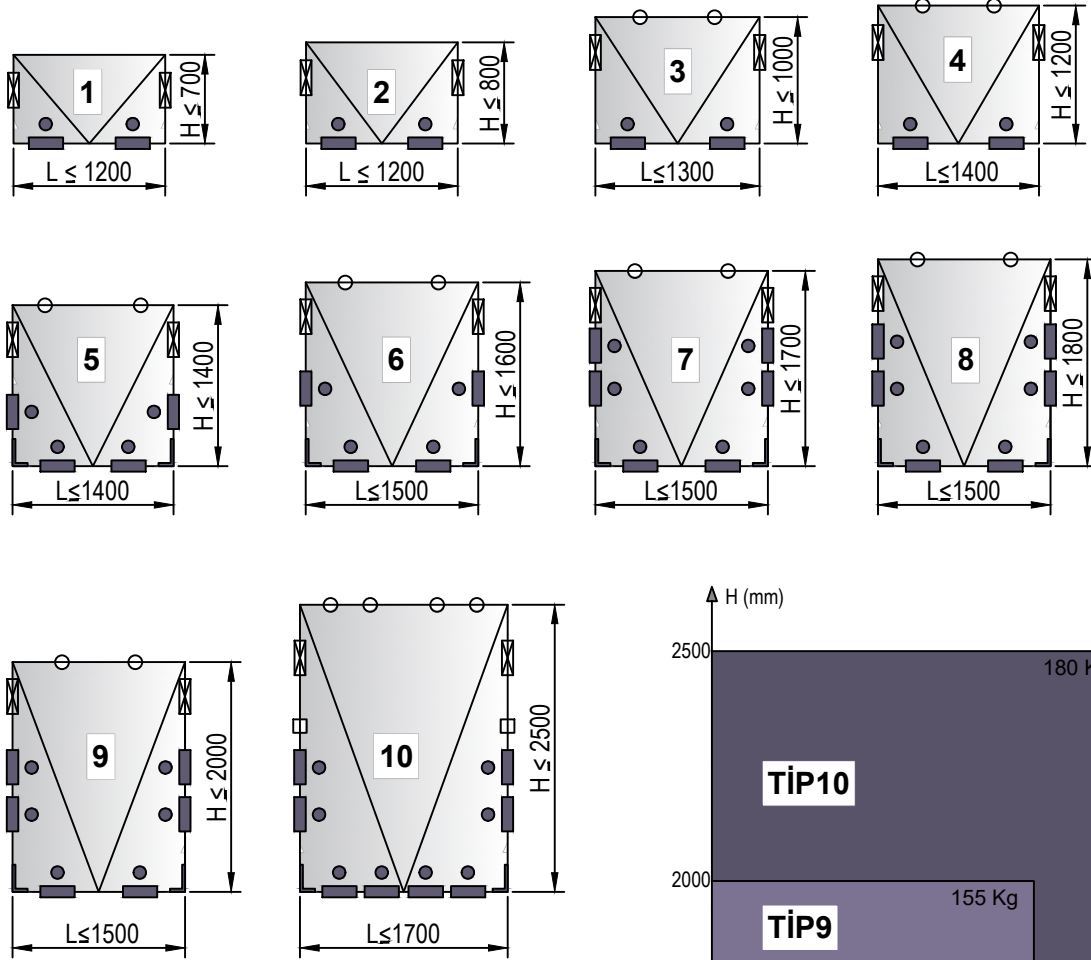 1
H ≤ 700
L ≤ 1200
2
H ≤ 800
L ≤ 1200
3
H ≤ 1000
L≤1300
4
H ≤ 1200
L≤1400
5
H ≤ 1400
L≤1400
6
H ≤ 1600
L≤1500
7
H ≤ 1700
L≤1500
8
H ≤ 1800
L≤1500
9
H ≤ 2000
L≤1500
10
H ≤ 2500
L≤1700
H (mm)
2500
180 K
TİP10
2000
155 Kg
TİP9